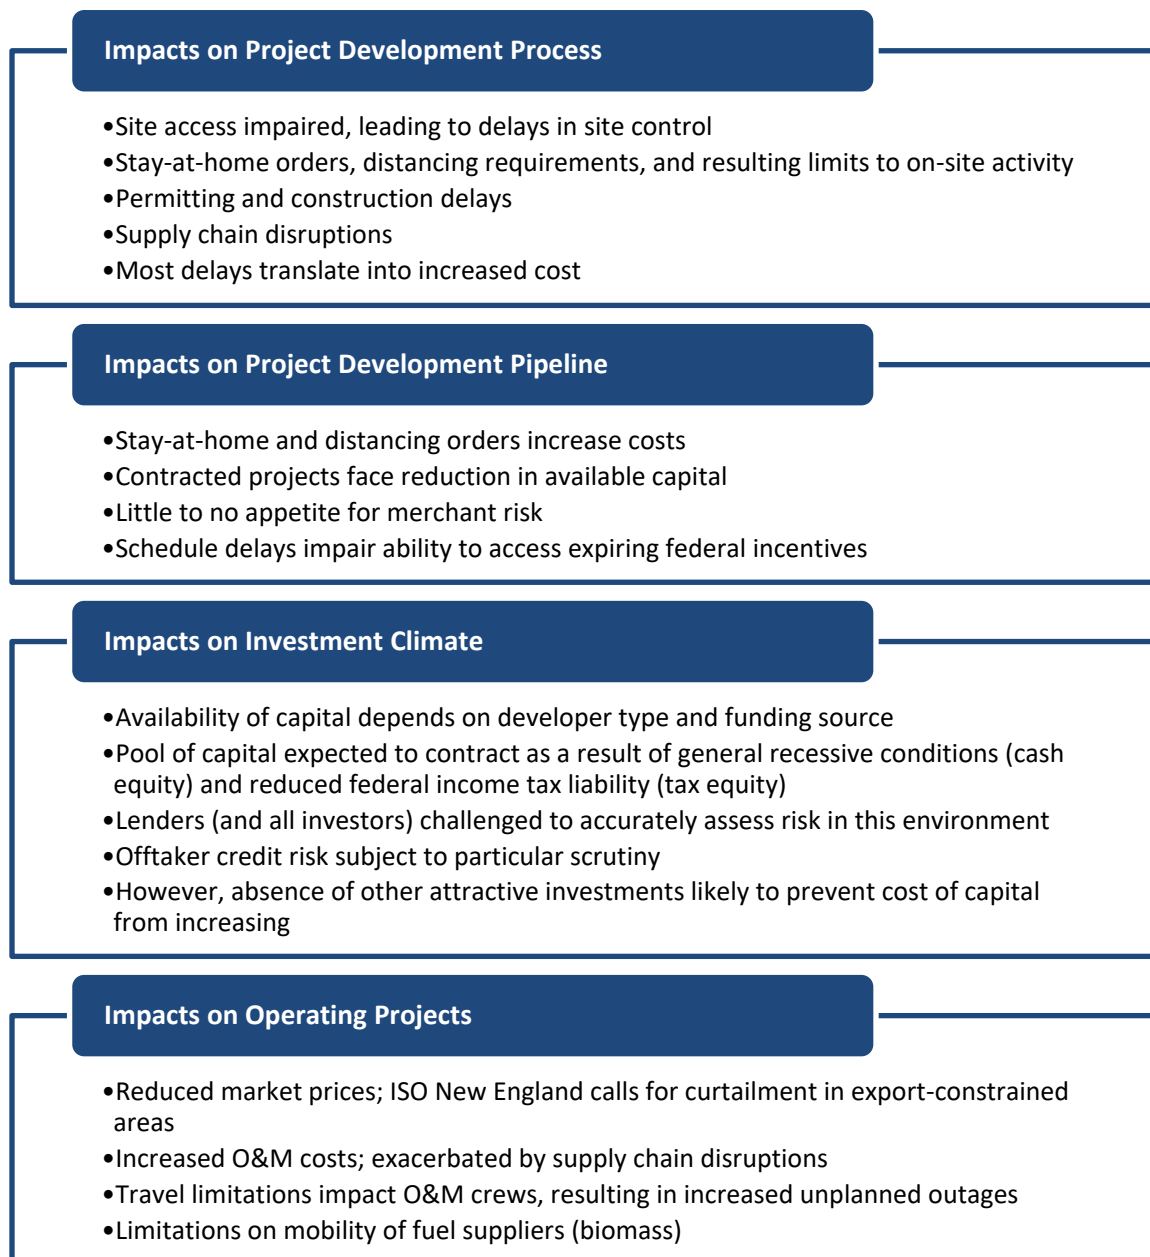 Impacts on Project Development Process
•Site access impaired, leading to delays in site control
•Stay-at-home orders, distancing requirements, and resulting limits to on-site activity
•Permitting and construction delays
•Supply chain disruptions
•Most delays translate into increased cost
Impacts on Project Development Pipeline
•Stay-at-home and distancing orders increase costs
•Contracted projects face reduction in available capital
•Little to no appetite for merchant risk
•Schedule delays impair ability to access expiring federal incentives
Impacts on Investment Climate
•Availability of capital depends on developer type and funding source
•Pool of capital expected to contract as a result of general recessive conditions (cash
equity) and reduced federal income tax liability (tax equity)
•Lenders (and all investors) challenged to accurately assess risk in this environment
•Offtaker credit risk subject to particular scrutiny
•However, absence of other attractive investments likely to prevent cost of capital
from increasing
Impacts on Operating Projects
•Reduced market prices; ISO New England calls for curtailment in export-constrained
areas
•Increased O&M costs; exacerbated by supply chain disruptions
•Travel limitations impact O&M crews, resulting in increased unplanned outages
•Limitations on mobility of fuel suppliers (biomass)